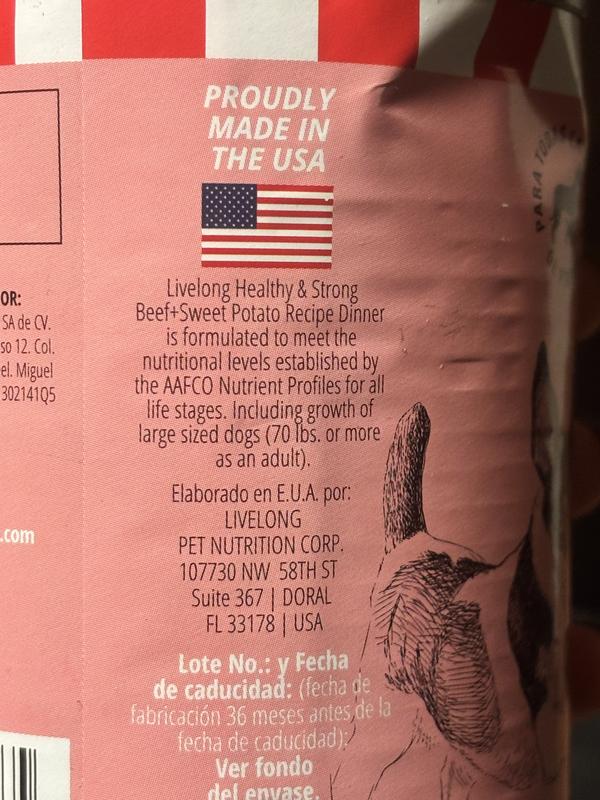 PROUDLY
MADE IN
THE USA
Livelong Healthy & Strong
Beef+Sweet Potato Recipe Dinner
is formulated to meet the
nutritional levels established by
the AAFCO Nutrient Profiles for all
life stages. Including growth of
large sized dogs (70 lbs. or more
as an adult).
Elaborado en E.U.A. por:
LIVELONG
PET NUTRITION CORP.
107730 NW 58TH ST
Suite 367 | DORAL
FL 33178 | USA
Lote No.: y Fecha
de caducidad: (fecha de
fabricación 36 meses antes de la
fecha de caducidad):
Ver fondo
del envase.
OR:
SA de CV.
so 12. Col.
el. Miguel
302141Q5
.com
PARA